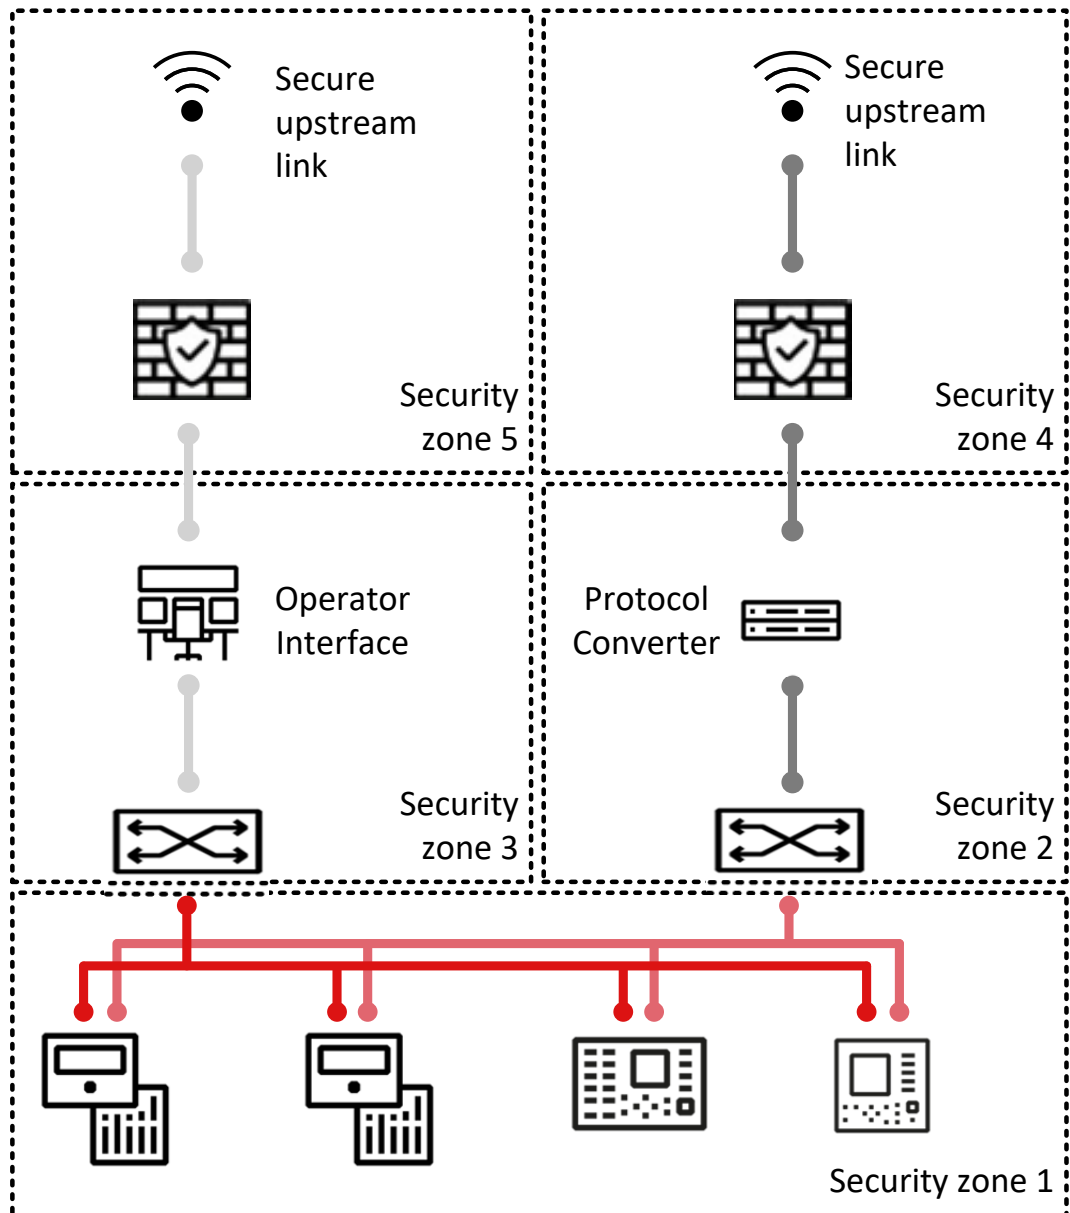 Secure
upstream
link
Secure
upstream
link
Security
zone 5
Security
zone 4
Operator
Interface
Protocol
Converter
Security
zone 3
Security
zone 2
Security zone 1